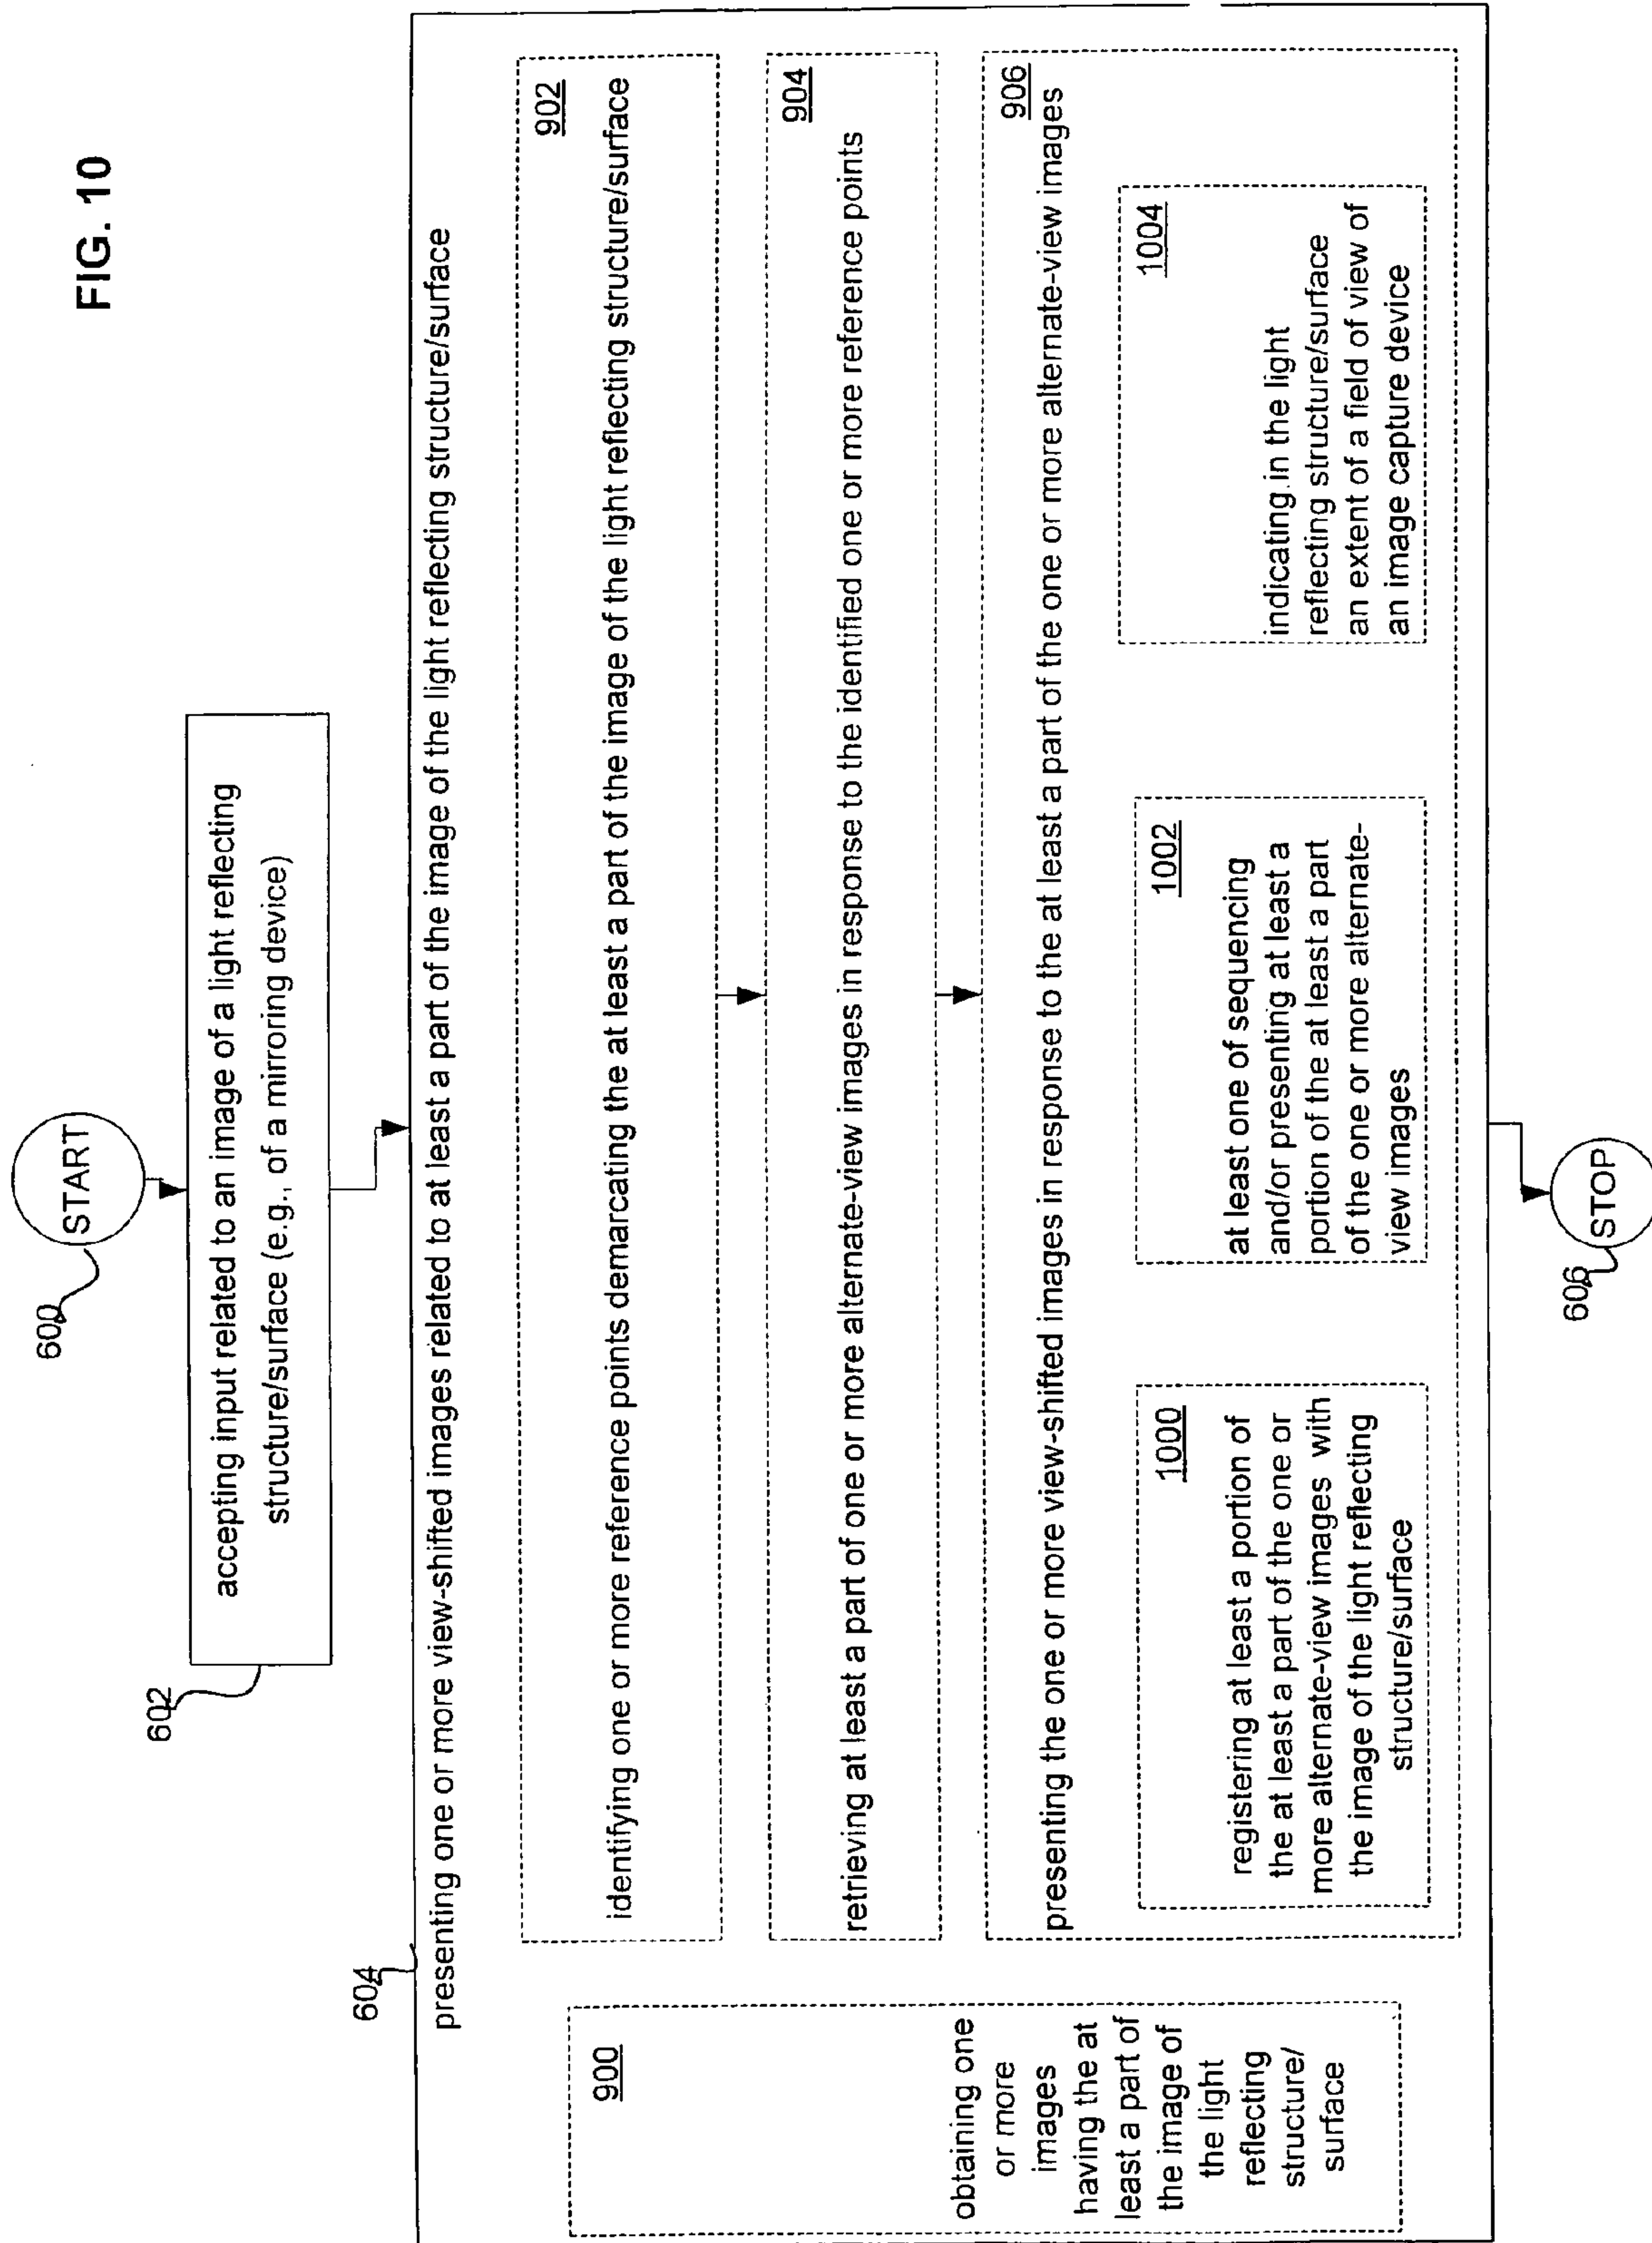 FIG. 10
START
600
accepting input related to an image of a light reflecting
structure/surface (e.g., of a mirroring device)
602
604
presenting one or more view-shifted images related to at least a part of the image of the light reflecting structure/surface
900
obtaining one
or more
images
having the at
least a part of
the image of
the light
reflecting
structure/
surface
902
identifying one or more reference points demarcating the at least a part of the image of the light reflecting structure/surface
904
retrieving at least a part of one or more alternate-view images in response to the identified one or more reference points
906
presenting the one or more view-shifted images in response to the at least a part of the one or more alternate-view images
1000
registering at least a portion of
the at least a part of the one or
more alternate-view images with
the image of the light reflecting
structure/surface
1002
at least one of sequencing
and/or presenting at least a
portion of the at least a part
of the one or more alternate-
view images
1004
indicating in the light
reflecting structure/surface
an extent of a field of view of
an image capture device
STOP
606